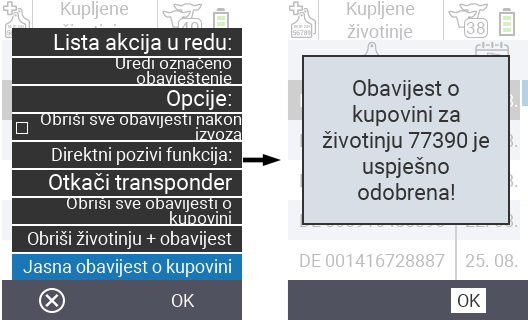 Kupljene
životinje
Lista akcija u redu:
Uredi označeno
obavještenje
Opcije:
Obriši sve obavijesti nakon
izvoza
Direktni pozivi funkcija:
Otkači transponder
Obriši sve obavijesti o
kupovini
Obriši životinju + obavijest
Jasna obavijest o kupovini
OK
Kupljene
životinje
38
Obavijest o
kupovini za
životinju 77390 je
uspješno
odobrena!
DE 001416728887 25. 08.
OK